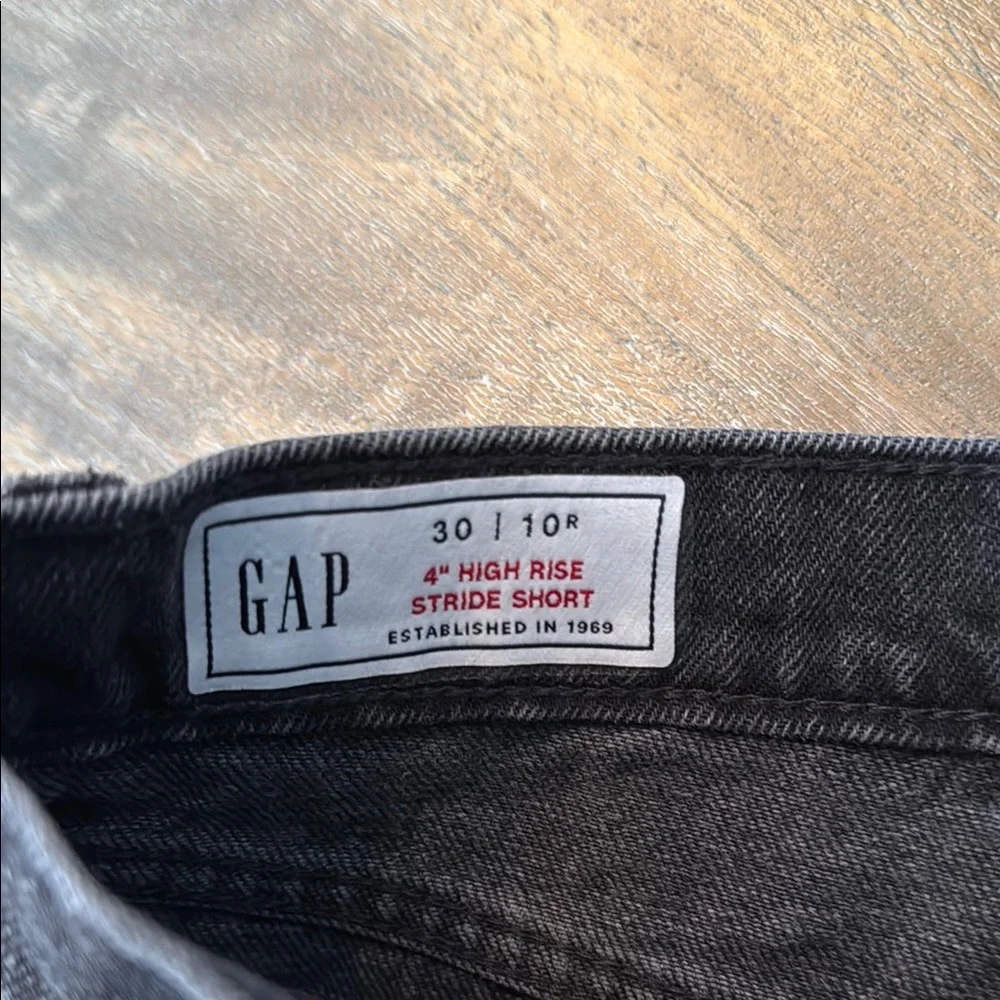 GAP
30 | 10R
4" HIGH RISE
STRIDE SHORT
ESTABLISHED IN 1969